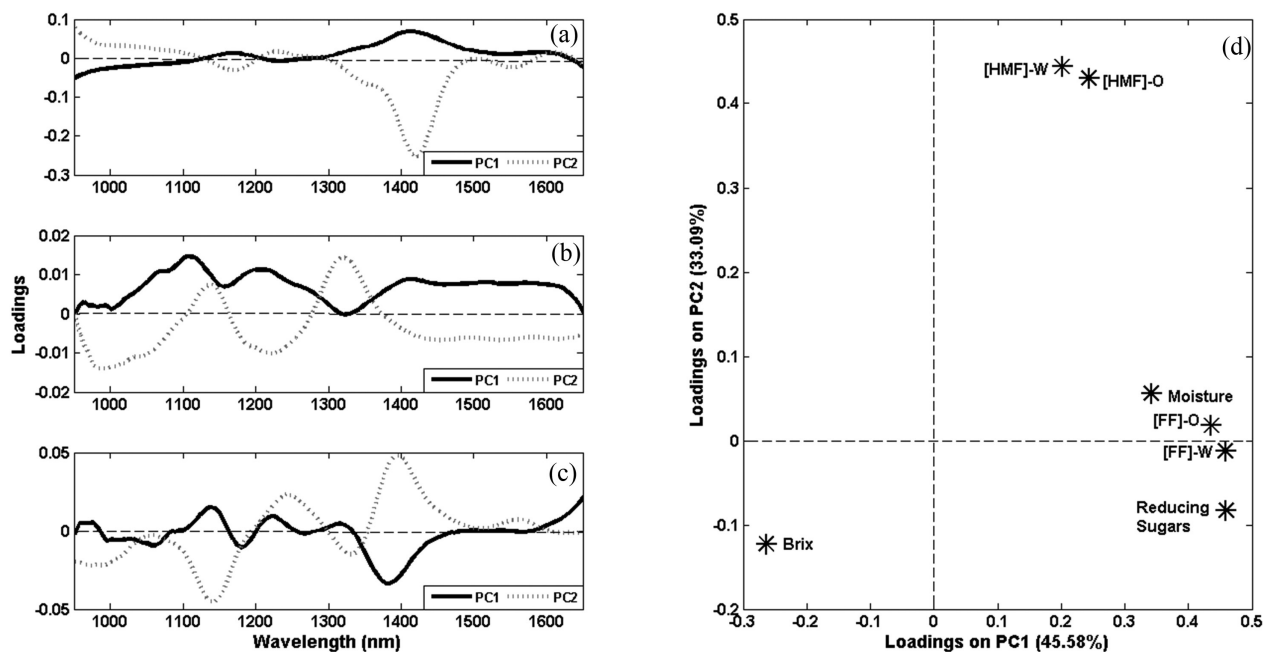 (a)
0.1
0
-0.1
-0.2
-0.3
PC1 PC2
1000 1100 1200 1300 1400 1500 1600
(b)
0.02
0.01
0
-0.01
-0.02
Loadings
PC1 PC2
1000 1100 1200 1300 1400 1500 1600
(c)
0.05
0
0.05
PC1 PC2
1000 1100 1200 1300 1400 1500 1600
Wavelength (nm)
(d)
0.5
0.4
0.3
0.2
0.1
0
-0.1
-0.2
Loadings on PC2 (33.09%)
[HMF]-W
[HMF]-O
Moisture
[FF]-O
[FF]-W
Reducing
Sugars
Brix
-0.3 -0.2 -0.1 0 0.1 0.2 0.3 0.4 0.5
Loadings on PC1 (45.58%)